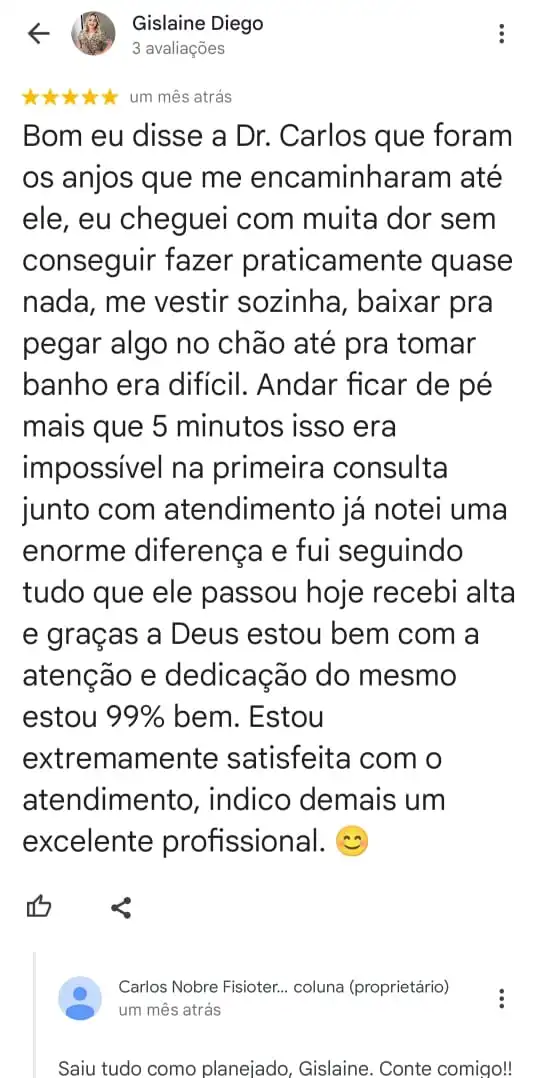 Gislaine Diego
3 avaliações
um mês atrás
Bom eu disse a Dr. Carlos que foram
os anjos que me encaminharam até
ele, eu cheguei com muita dor sem
conseguir fazer praticamente quase
nada, me vestir sozinha, baixar pra
pegar algo no chão até pra tomar
banho era difícil. Andar ficar de pé
mais que 5 minutos isso era
impossível na primeira consulta
junto com atendimento já notei uma
enorme diferença e fui seguindo
tudo que ele passou hoje recebi alta
e graças a Deus estou bem com a
atenção e dedicação do mesmo
estou 99% bem. Estou
extremamente satisfeita com o
atendimento, indico demais um
excelente profissional. 😊
Carlos Nobre Fisioter... coluna (proprietário)
um mês atrás
Saiu tudo como planejado, Gislaine. Conte comigo!!